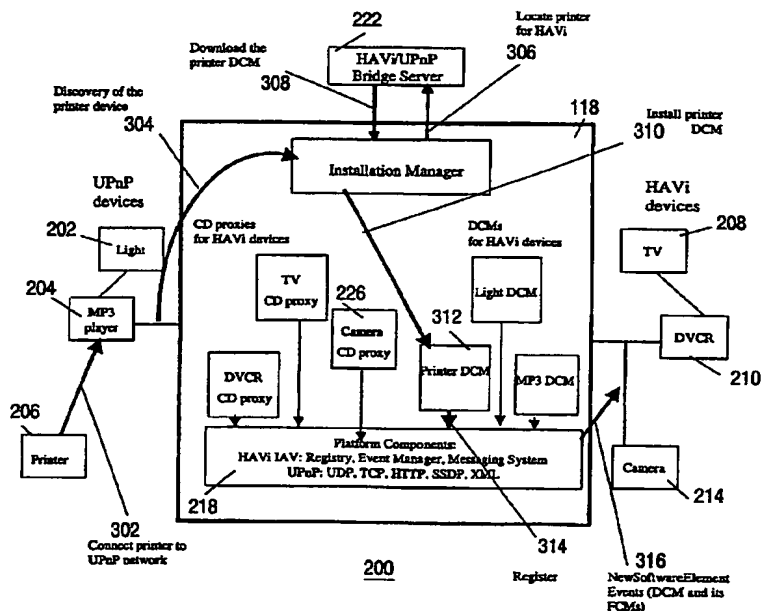 Locate printer
for HAVi
222
306
Download the
printer DCM
HAVi/UPnP
Bridge Server
308
Discovery of the
printer device
118
304
Install printer
DCM
310
Installation Manager
UPnP
devices
HAVi
devices
202
Light
CD proxies
for HAVi devices
DCMs
for HAVi devices
208
TV
204
MP3
player
TV
CD proxy
226
Camera
CD proxy
312
Light DCM
Printer DCM
DVCR
210
DVCR
CD proxy
MP3 DCM
206
Printer
Platform Components:
HAVi IAV: Registry, Event Manager, Messaging System
UPnP: UDP, TCP, HTTP, SSDP, XML
218
Camera
214
302
Connect printer to
UPnP network
314
316
200
Register
NewSoftwareElement
Events (DCM and its
FCMs)